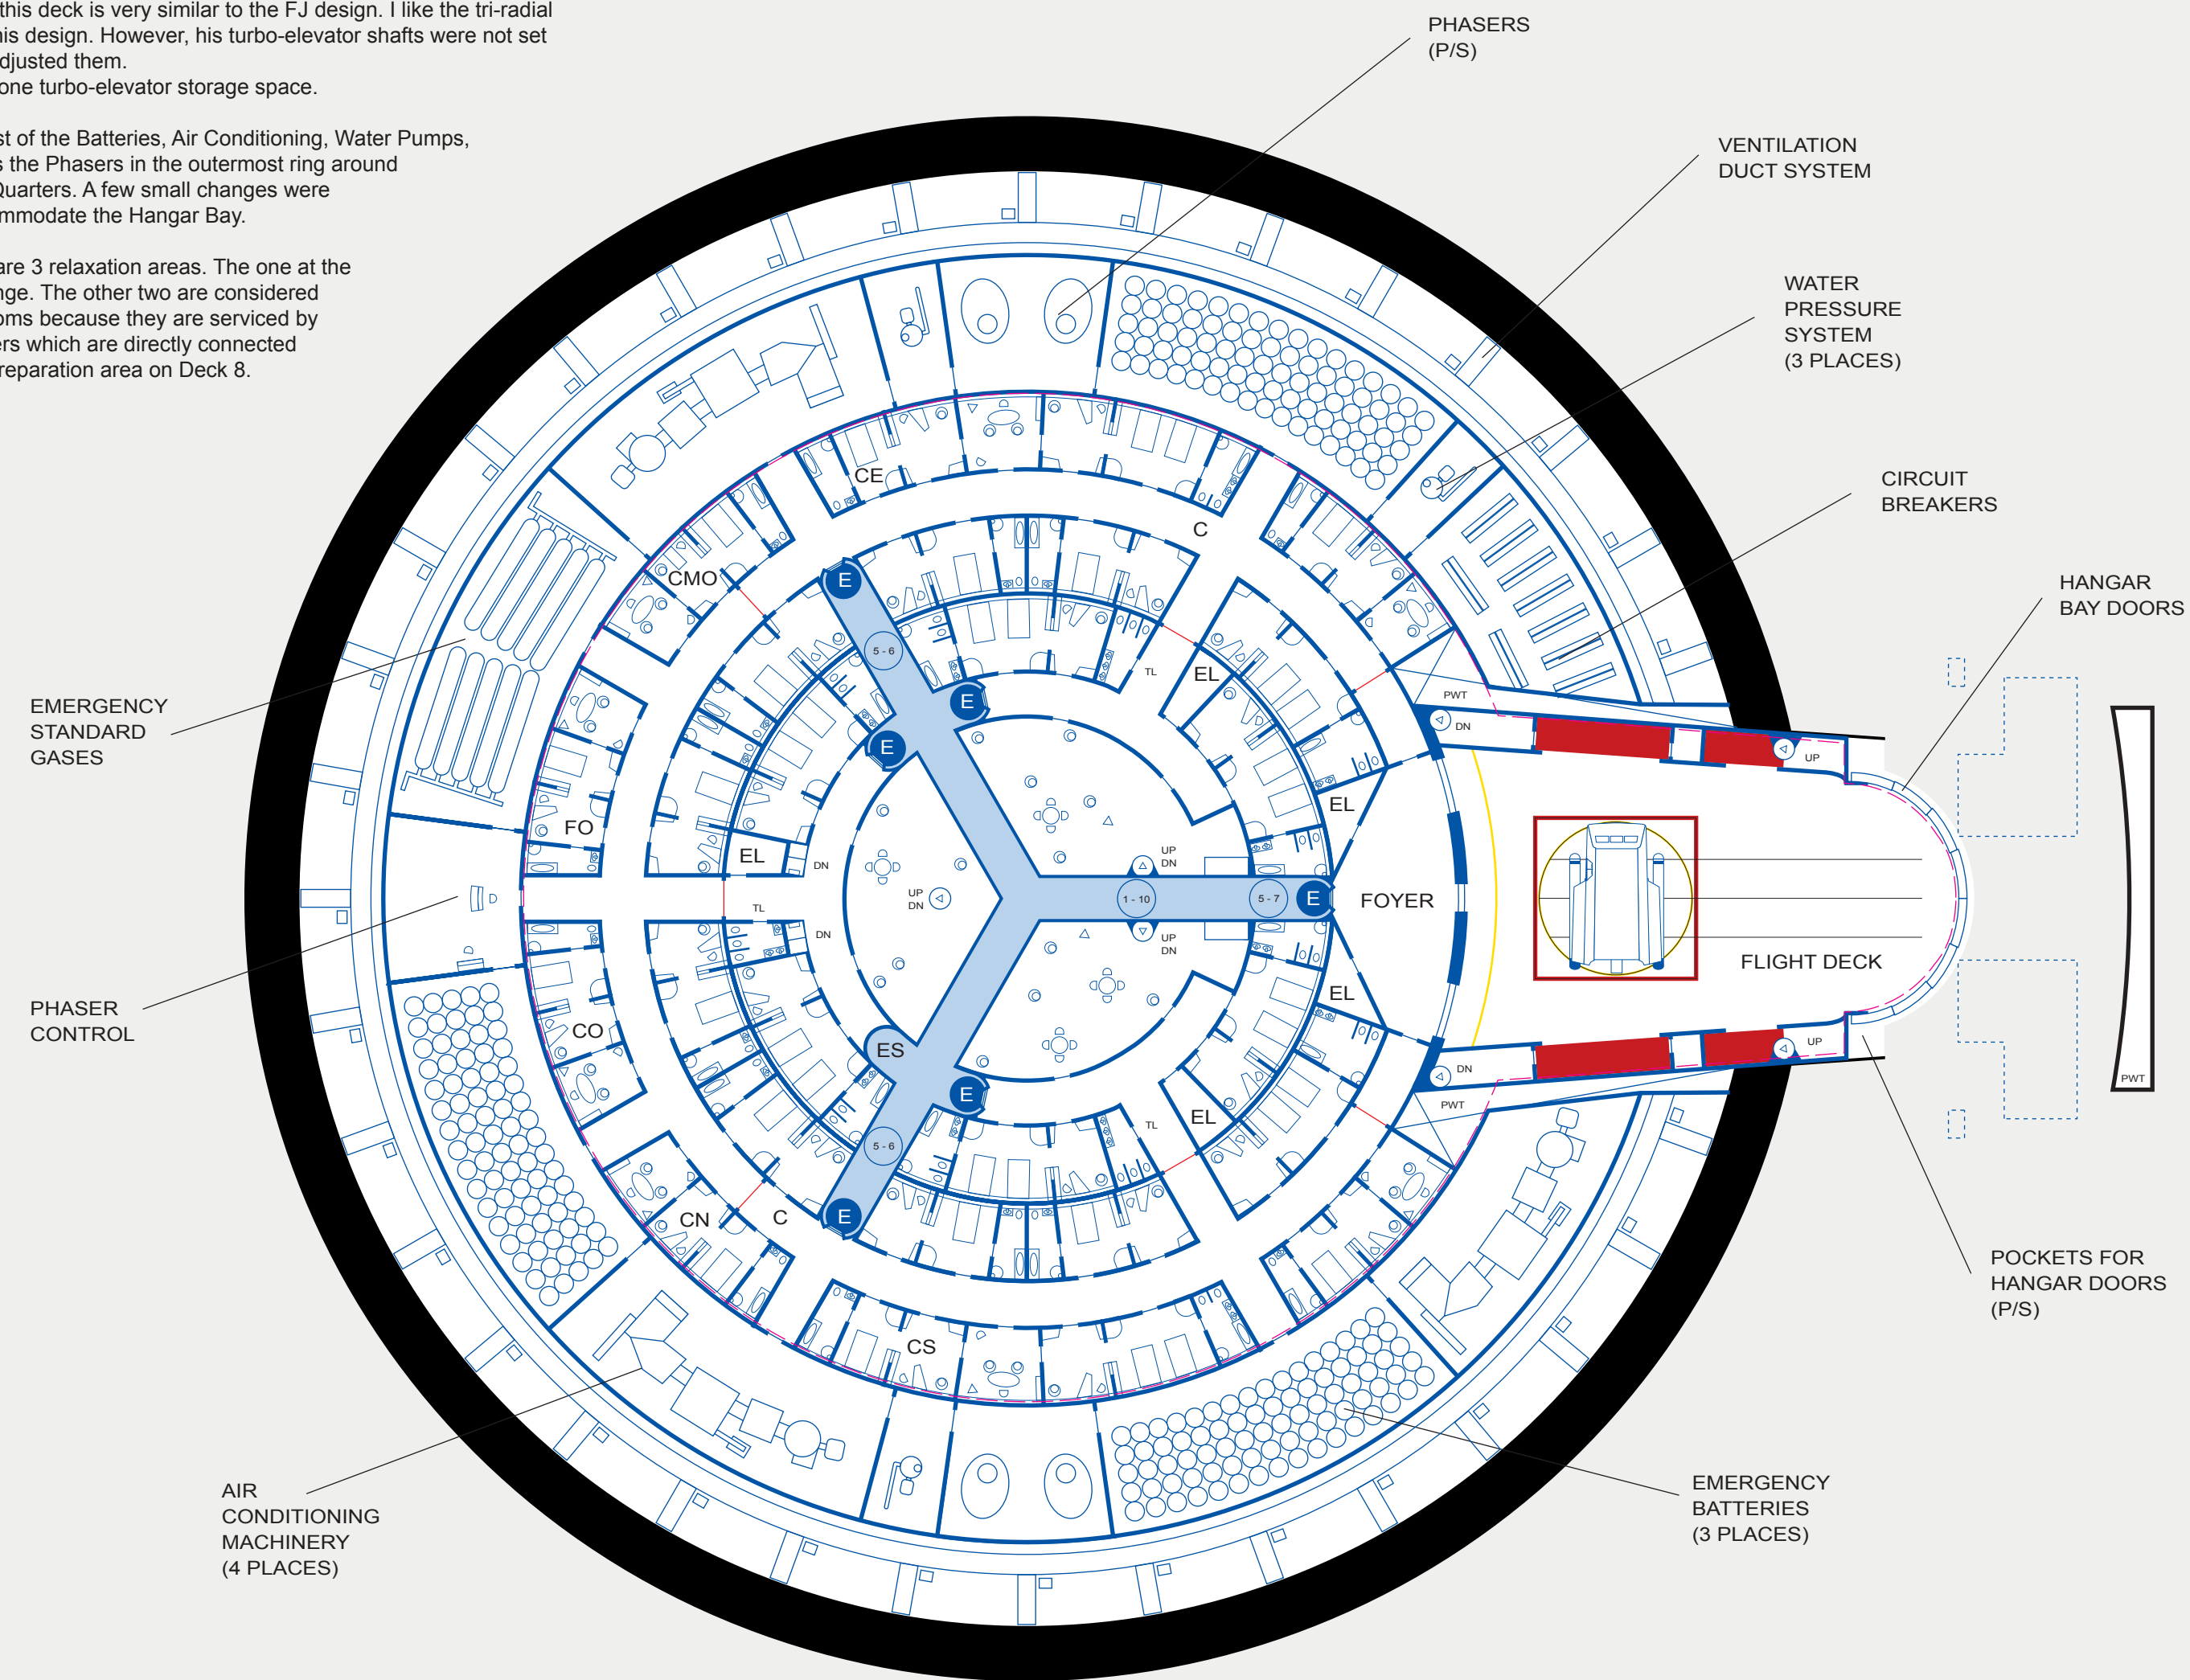 this deck is very similar to the FJ design. I like the tri-radial
his design. However, his turbo-elevator shafts were not set
djusted them.
one turbo-elevator storage space.
st of the Batteries, Air Conditioning, Water Pumps,
s the Phasers in the outermost ring around
Quarters. A few small changes were
mmodate the Hangar Bay.
are 3 relaxation areas. The one at the
nge. The other two are considered
oms because they are serviced by
ers which are directly connected
reparation area on Deck 8.
PHASERS
(P/S)
VENTILATION
DUCT SYSTEM
WATER
PRESSURE
SYSTEM
(3 PLACES)
CIRCUIT
BREAKERS
HANGAR
BAY DOORS
EMERGENCY
STANDARD
GASES
PHASER
CONTROL
AIR
CONDITIONING
MACHINERY
(4 PLACES)
EMERGENCY
BATTERIES
(3 PLACES)
POCKETS FOR
HANGAR DOORS
(P/S)
CE
C
CMO
E
5 - 6
E
E
TL
EL
PWT
DN
UP
FO
EL
EL
DN
UP
DN
UP
DN
TL
1 - 10
5 - 7
E
FOYER
FLIGHT DECK
DN
UP
DN
CO
EL
ES
E
UP
DN
PWT
PWT
TL
EL
5 - 6
CN
C
E
CS